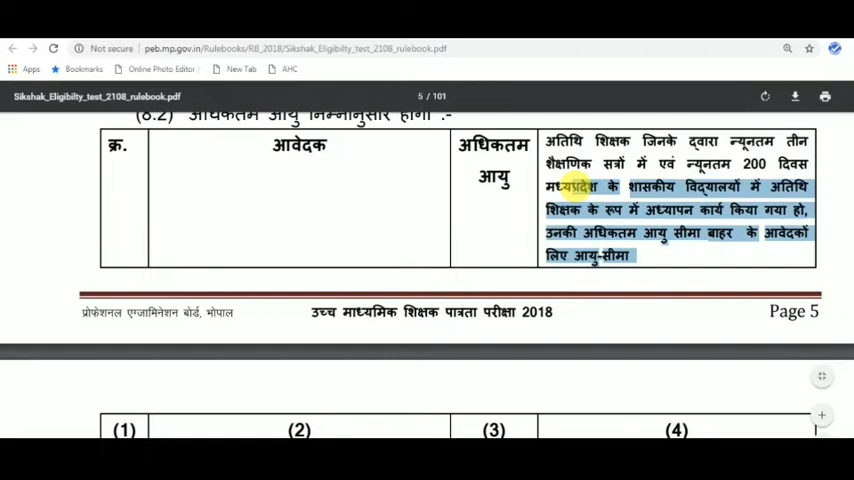 Not secure | peb.mp.gov.in/Rulebooks/RB_2018/Sikshak_Eligibilty_test_2108_rulebook.pdf
Apps Bookmarks Online Photo Editor New Tab AHC
Sikshak_Eligibilty_test_2108_rulebook.pdf 5 / 101
(8.2) अधिकतम आयु निम्नानुसार होगी :-
क्र. आवेदक अधिकतम आयु
अतिथि शिक्षक जिनके द्वारा न्यूनतम तीन
शैक्षणिक सत्रों में एवं न्यूनतम 200 दिवस
मध्यप्रदेश के शासकीय विद्यालयों में अतिथि
शिक्षक के रूप में अध्यापन कार्य किया गया हो,
उनकी अधिकतम आयु सीमा बाहर के आवेदकों
लिए आयु-सीमा
प्रोफेशनल एग्जामिनेशन बोर्ड, भोपाल उच्च माध्यमिक शिक्षक पात्रता परीक्षा 2018 Page 5
(1) (2) (3) (4)